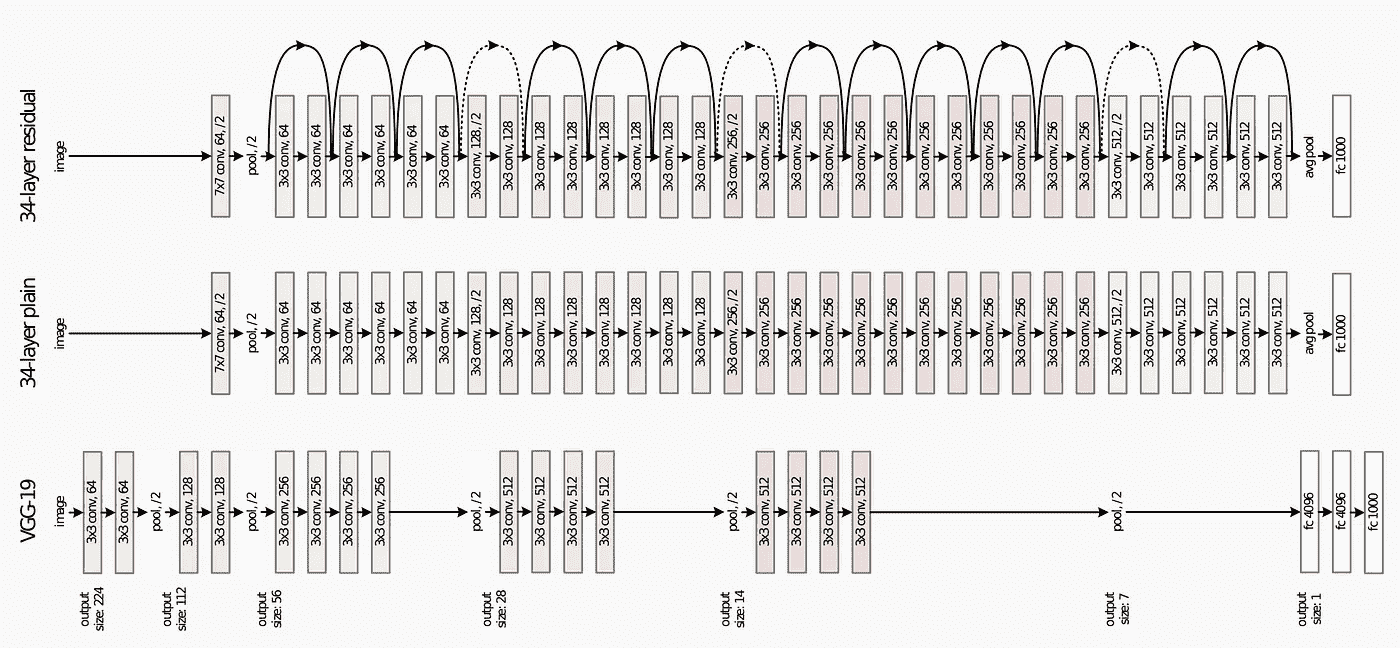 34-layer residual
image
7x7 conv, 64, /2
pool, /2
3x3 conv, 64
3x3 conv, 64
3x3 conv, 64
3x3 conv, 64
3x3 conv, 64
3x3 conv, 64
3x3 conv, 128, /2
3x3 conv, 128
3x3 conv, 128
3x3 conv, 128
3x3 conv, 128
3x3 conv, 128
3x3 conv, 128
3x3 conv, 128
3x3 conv, 256, /2
3x3 conv, 256
3x3 conv, 256
3x3 conv, 256
3x3 conv, 256
3x3 conv, 256
3x3 conv, 256
3x3 conv, 256
3x3 conv, 256
3x3 conv, 256
3x3 conv, 256
3x3 conv, 256
3x3 conv, 512, /2
3x3 conv, 512
3x3 conv, 512
3x3 conv, 512
3x3 conv, 512
3x3 conv, 512
avg pool
fc 1000
34-layer plain
image
7x7 conv, 64, /2
pool, /2
3x3 conv, 64
3x3 conv, 64
3x3 conv, 64
3x3 conv, 64
3x3 conv, 64
3x3 conv, 64
3x3 conv, 128, /2
3x3 conv, 128
3x3 conv, 128
3x3 conv, 128
3x3 conv, 128
3x3 conv, 128
3x3 conv, 128
3x3 conv, 128
3x3 conv, 256, /2
3x3 conv, 256
3x3 conv, 256
3x3 conv, 256
3x3 conv, 256
3x3 conv, 256
3x3 conv, 256
3x3 conv, 256
3x3 conv, 256
3x3 conv, 256
3x3 conv, 256
3x3 conv, 256
3x3 conv, 512, /2
3x3 conv, 512
3x3 conv, 512
3x3 conv, 512
3x3 conv, 512
3x3 conv, 512
avg pool
fc 1000
VGG-19
image
3x3 conv, 64
3x3 conv, 64
pool, /2
3x3 conv, 128
3x3 conv, 128
pool, /2
3x3 conv, 256
3x3 conv, 256
3x3 conv, 256
3x3 conv, 256
pool, /2
3x3 conv, 512
3x3 conv, 512
3x3 conv, 512
3x3 conv, 512
pool, /2
3x3 conv, 512
3x3 conv, 512
3x3 conv, 512
3x3 conv, 512
pool, /2
fc 4096
fc 4096
fc 1000
output
size: 224
output
size: 112
output
size: 56
output
size: 28
output
size: 14
output
size: 7
output
size: 1